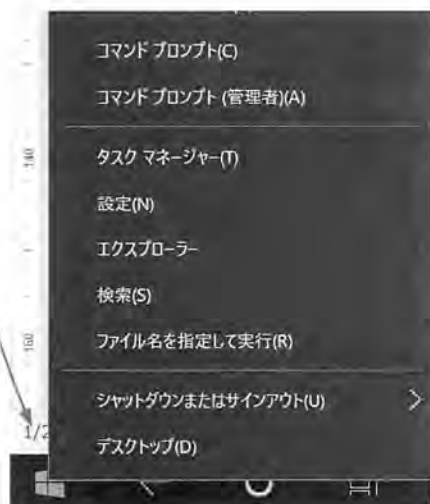 コマンド プロンプト(C)
コマンド プロンプト (管理者)(A)
タスク マネージャー(T)
140
設定(N)
エクスプローラー
検索(S)
ファイル名を指定して実行(R)
160
シャットダウンまたはサインアウト(U)
1/2
デスクトップ(D)